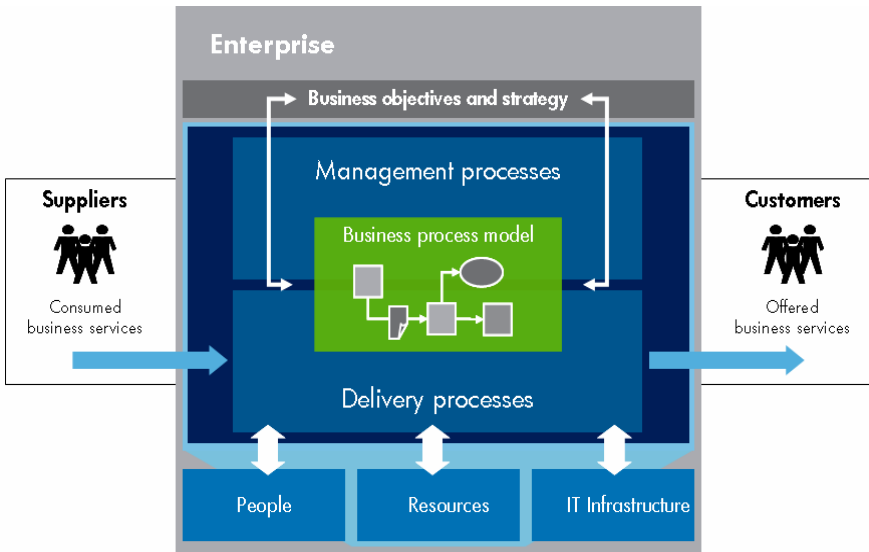 Enterprise
Business objectives and strategy
Management processes
Suppliers
Customers
Business process model
Consumed
business services
Offered
business services
Delivery processes
People
Resources
IT Infrastructure